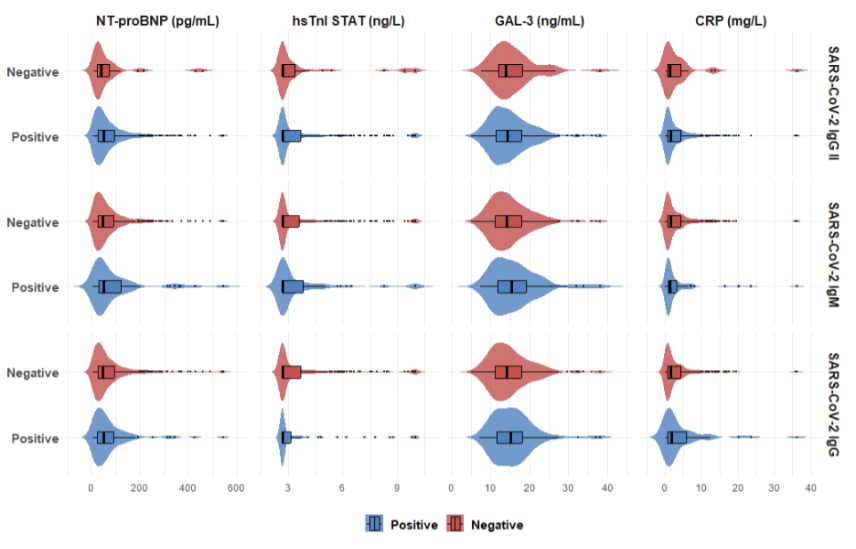 NT-proBNP (pg/mL) hsTnI STAT (ng/L) GAL-3 (ng/mL) CRP (mg/L)
Negative
Positive
SARS-CoV-2 IgG II
Negative
Positive
SARS-CoV-2 IgM
Negative
Positive
SARS-CoV-2 IgG
0 200 400 600 3 6 9 0 10 20 30 40 0 10 20 30 40
Positive Negative